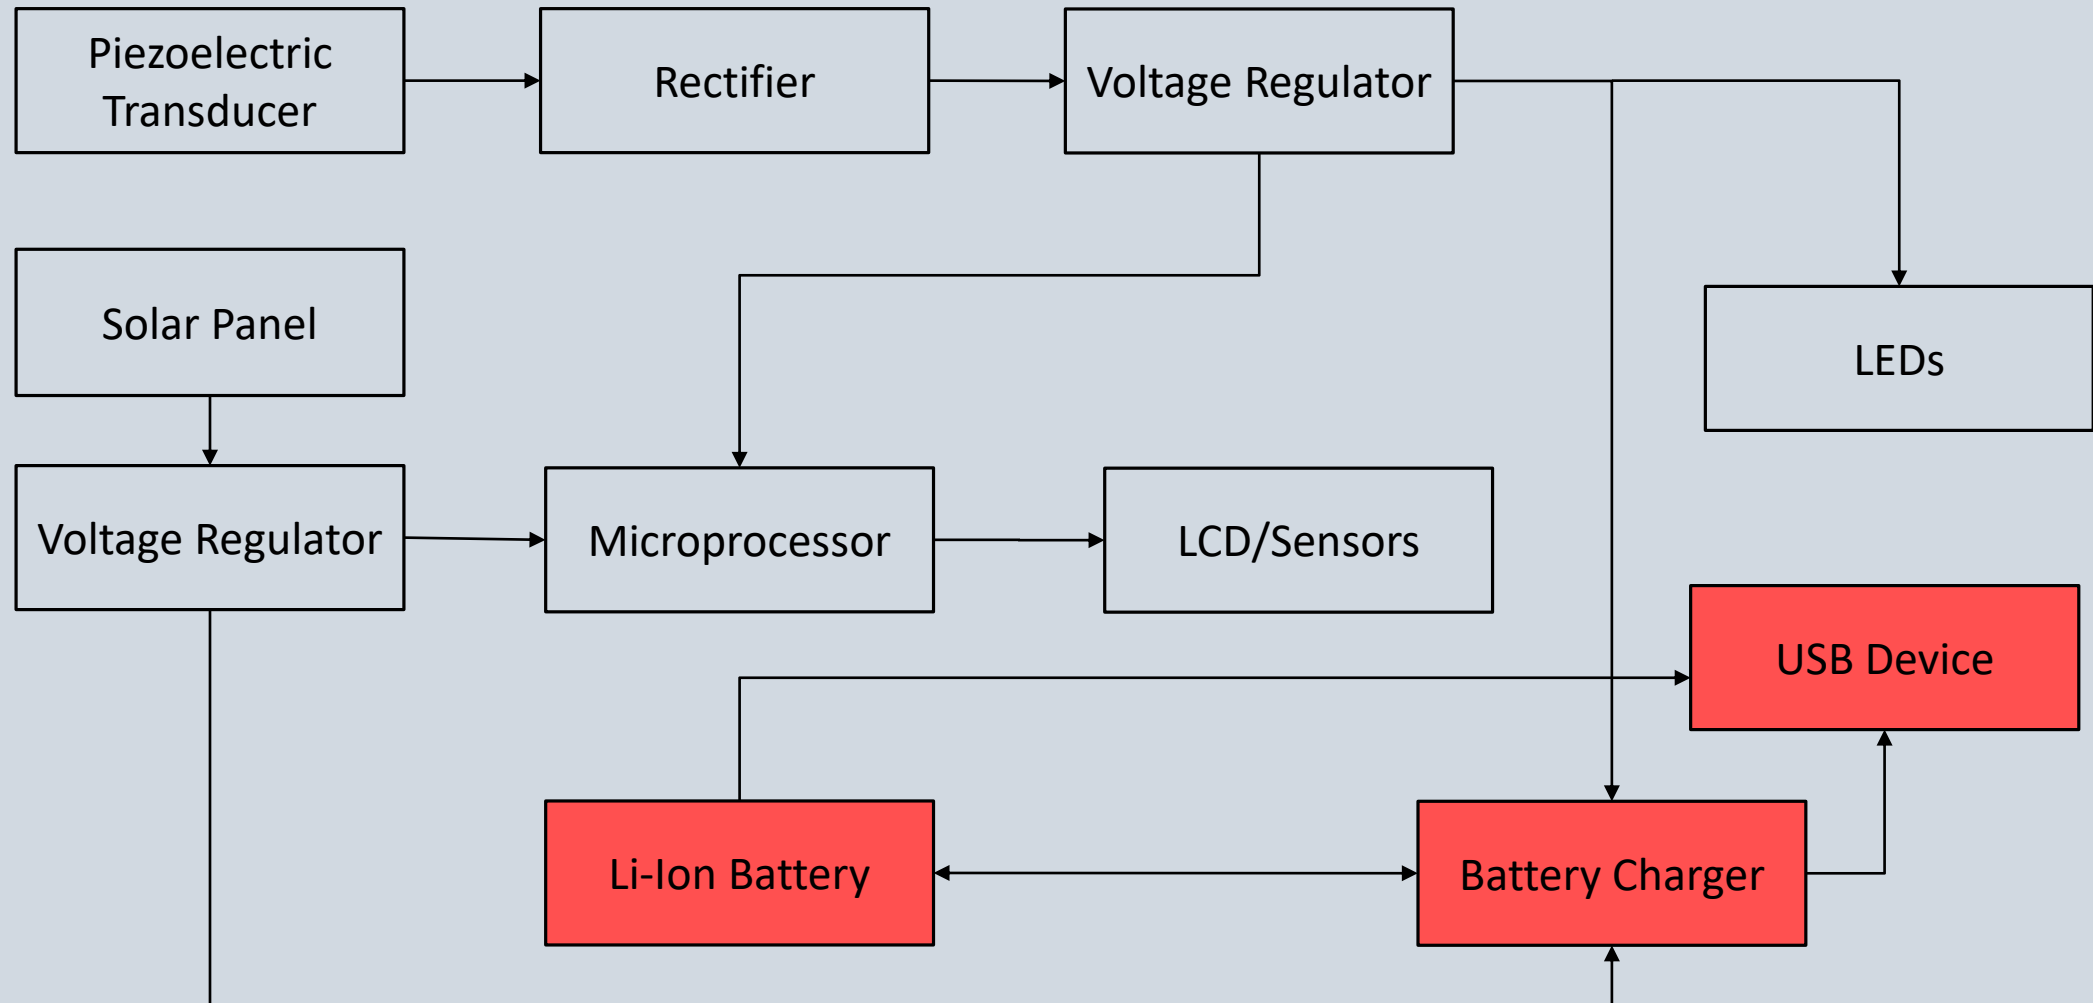 Piezoelectric
Transducer
Rectifier
Voltage Regulator
Solar Panel
LEDs
Voltage Regulator
Microprocessor
LCD/Sensors
USB Device
Li-Ion Battery
Battery Charger